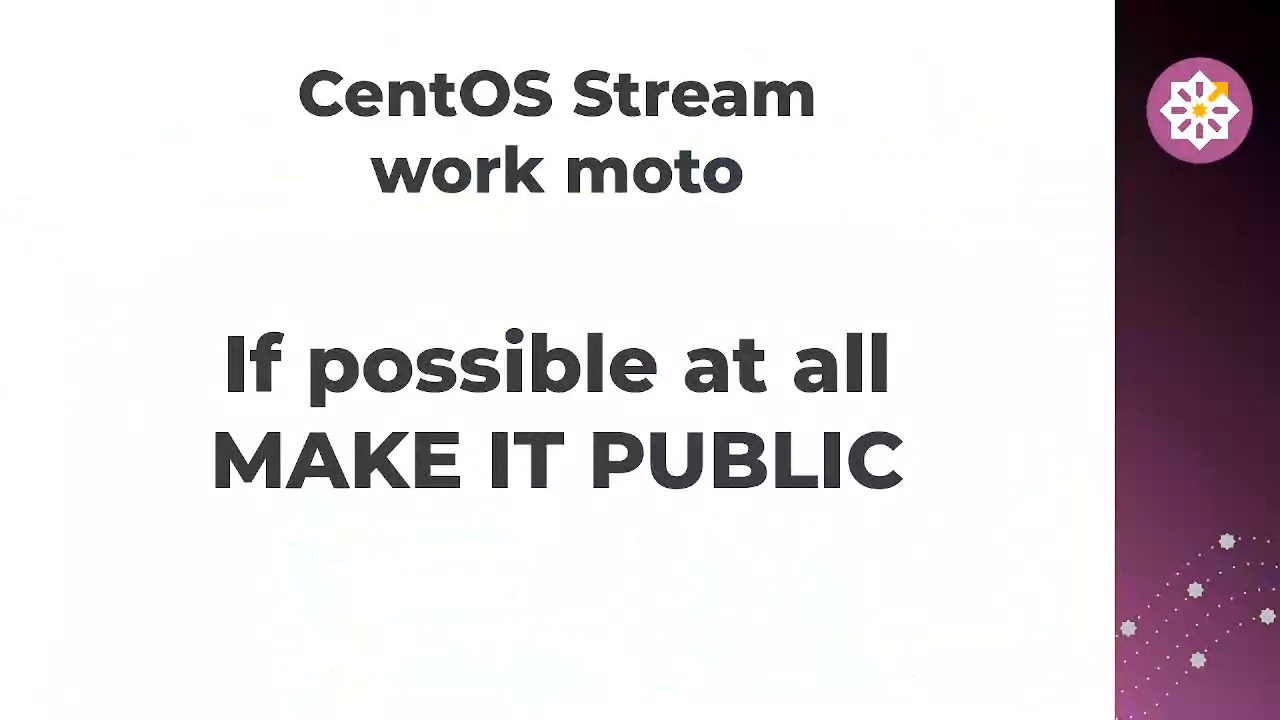 CentOS Stream
work moto
If possible at all
MAKE IT PUBLIC